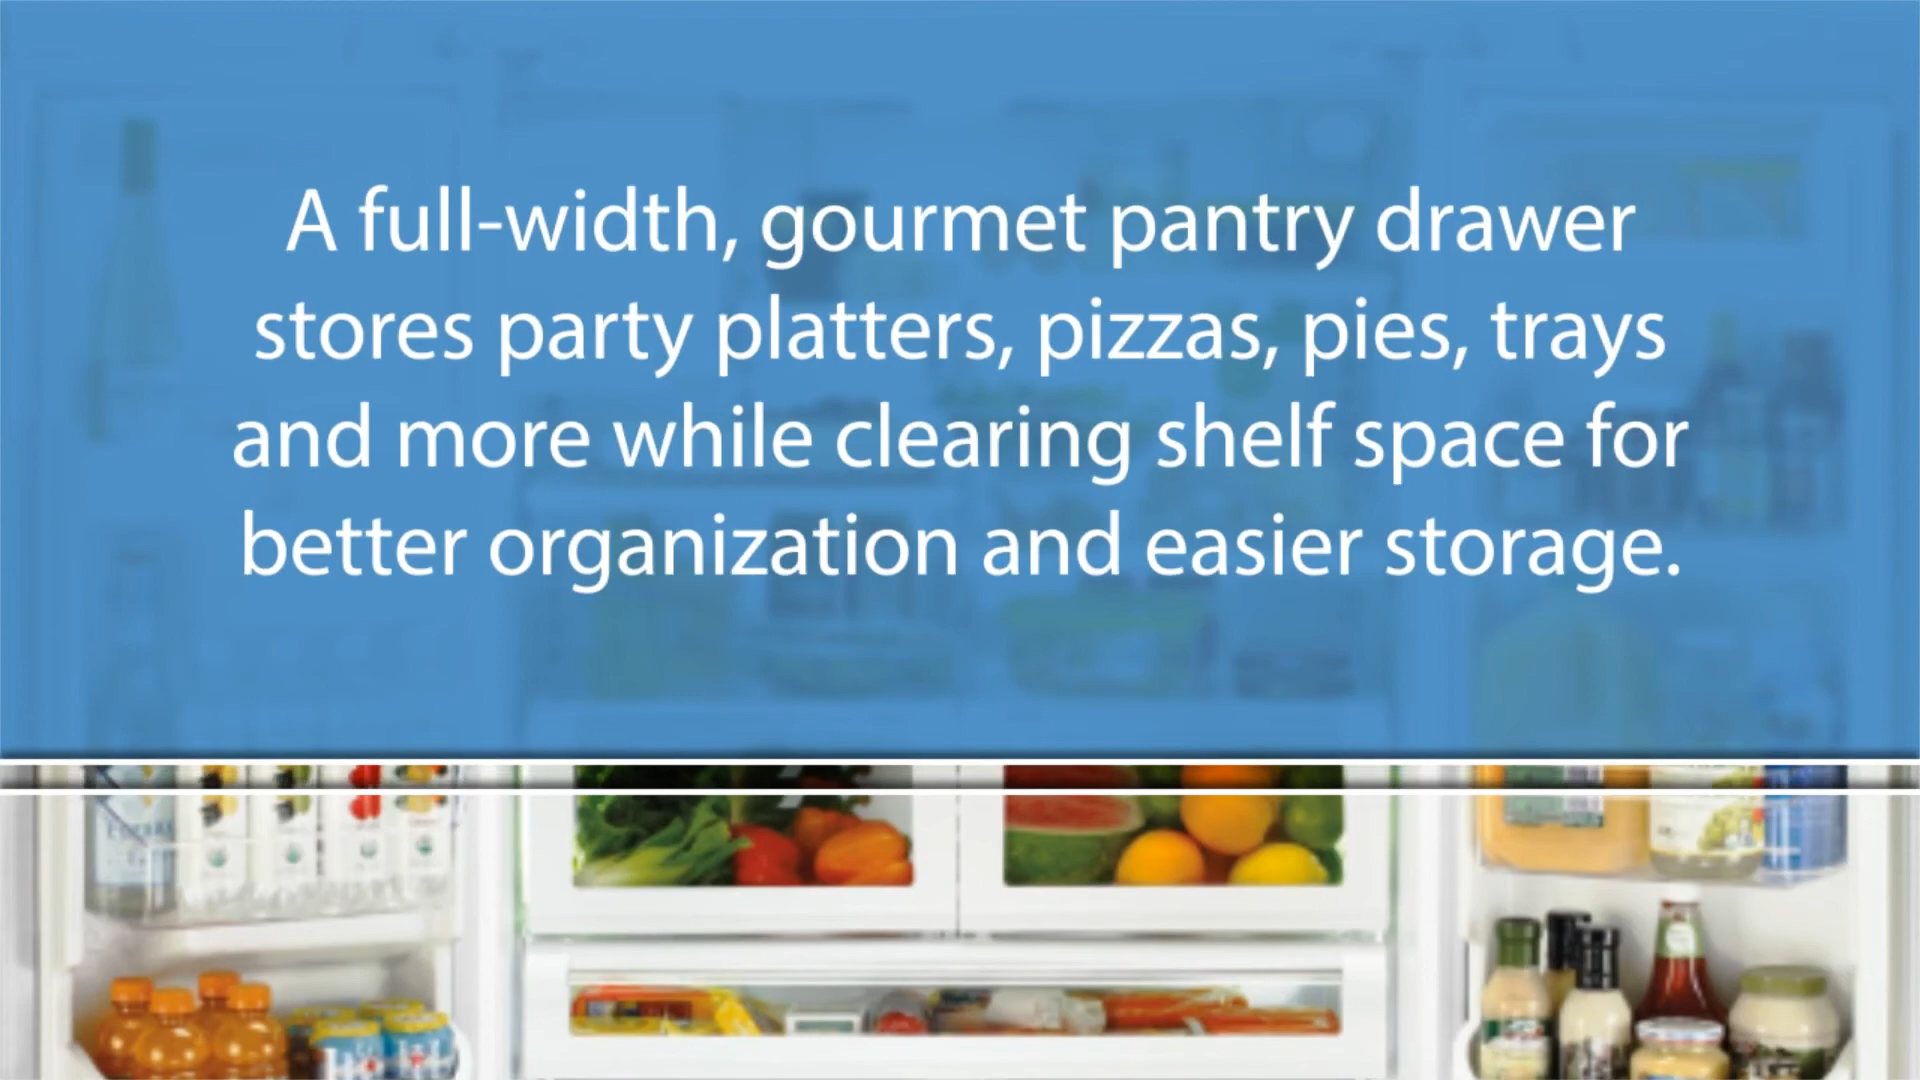 A full-width, gourmet pantry drawer
stores party platters, pizzas, pies, trays
and more while clearing shelf space for
better organization and easier storage.